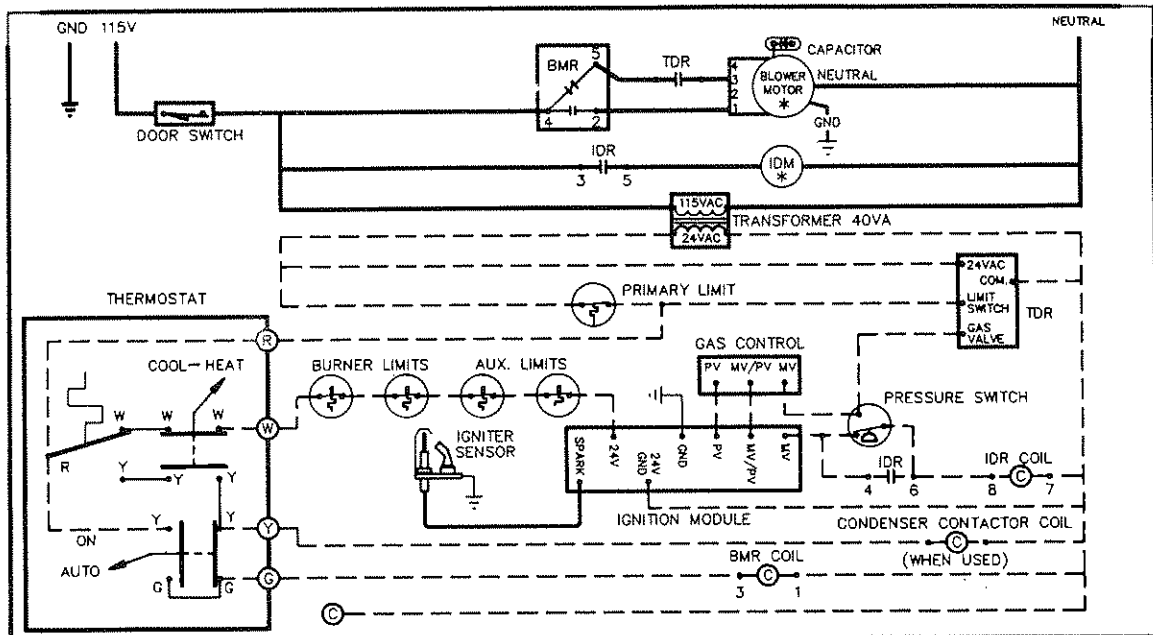 GND 115V
NEUTRAL
BMR
5
4
2
TDR
CAPACITOR
4
3
2
1
BLOWER
MOTOR
*
NEUTRAL
GND
DOOR SWITCH
IDR
3
5
IDM
*
115VAC
24VAC
TRANSFORMER 40VA
24VAC
COM.
LIMIT
SWITCH
GAS
VALVE
TDR
PRIMARY LIMIT
THERMOSTAT
R
COOL-HEAT
W
W
W
W
R
Y
Y
Y
Y
Y
Y
ON
AUTO
G
G
G
BURNER LIMITS
AUX. LIMITS
IGNITER
SENSOR
GAS CONTROL
PV
MV/PV
MV
PRESSURE SWITCH
SPARK
24V
24V
GND
GND
PV
MV/PV
MV
IGNITION MODULE
IDR
4
6
IDR COIL
8
C
7
CONDENSER CONTACTOR COIL
C
(WHEN USED)
BMR COIL
3
C
1
C